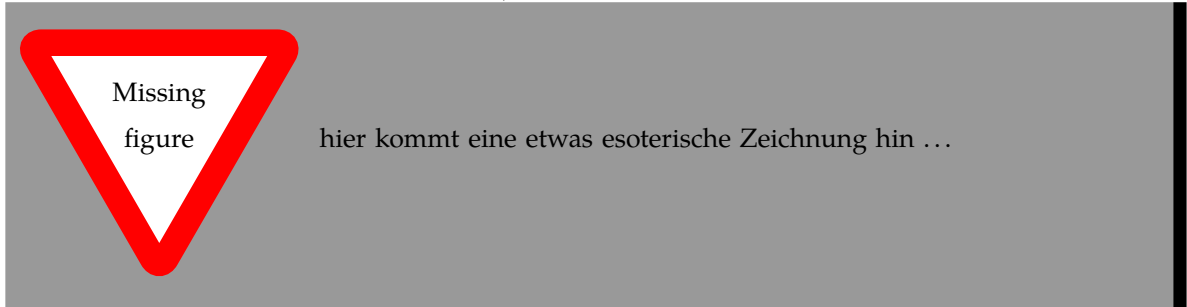 Missing
figure
hier kommt eine etwas esoterische Zeichnung hin ...